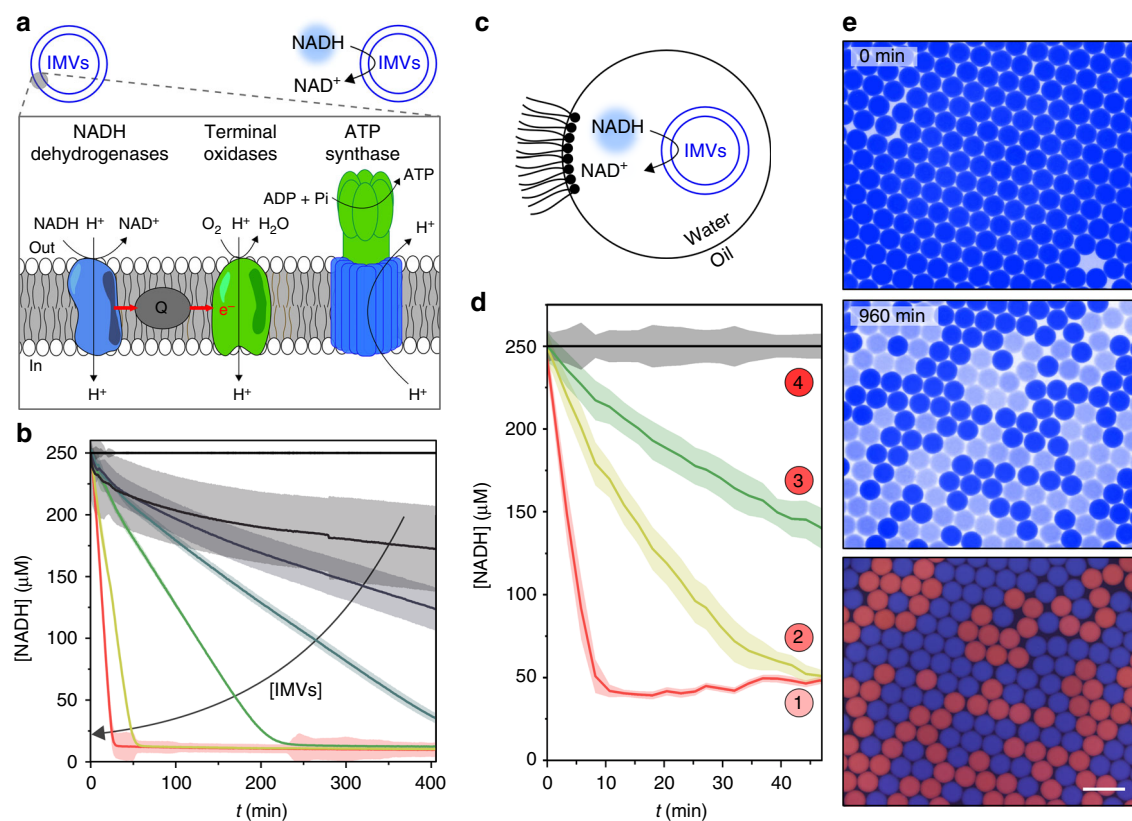 a
IMVs
NADH
NAD⁺
IMVs
NADH
dehydrogenases
Terminal
oxidases
ATP
synthase
ATP
ADP + Pi
NADH
H⁺
NAD⁺
O₂
H⁺
H₂O
H⁺
Out
Q
e⁻
In
H⁺
H⁺
H⁺
b
250
200
150
100
50
0
[NADH] (μM)
[IMVs]
0
100
200
300
400
t (min)
c
NADH
NAD⁺
IMVs
Water
Oil
d
250
200
150
100
50
0
[NADH] (μM)
4
3
2
1
0
10
20
30
40
t (min)
e
0 min
960 min